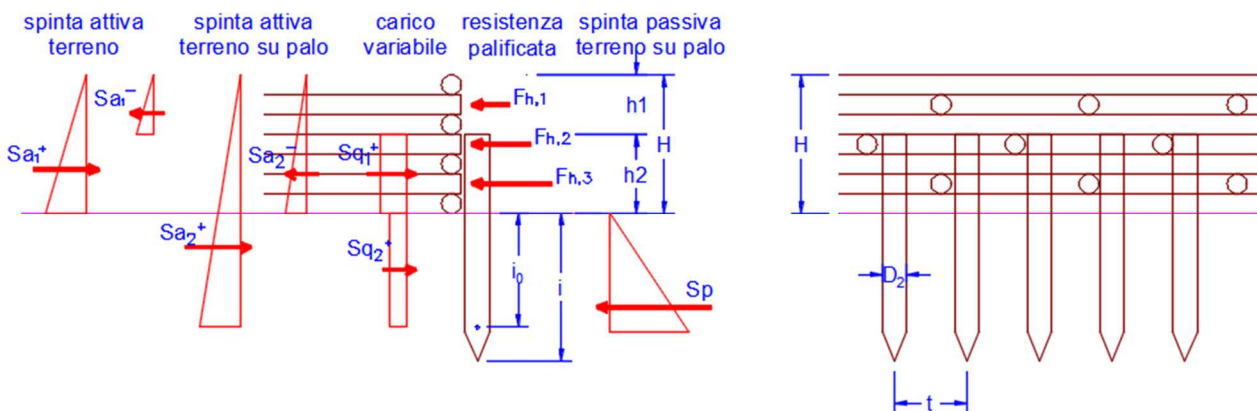 spinta attiva
terreno
spinta attiva
terreno su palo
carico
variabile
resistenza
palificata
spinta passiva
terreno su palo
Sa₁⁻
Sa₁⁺
Sa₂⁺
Sa₂⁻
Sq₁⁺
Sq₂⁺
Fh,1
Fh,2
Fh,3
h1
h2
H
i₀
i
Sp
H
D₂
t